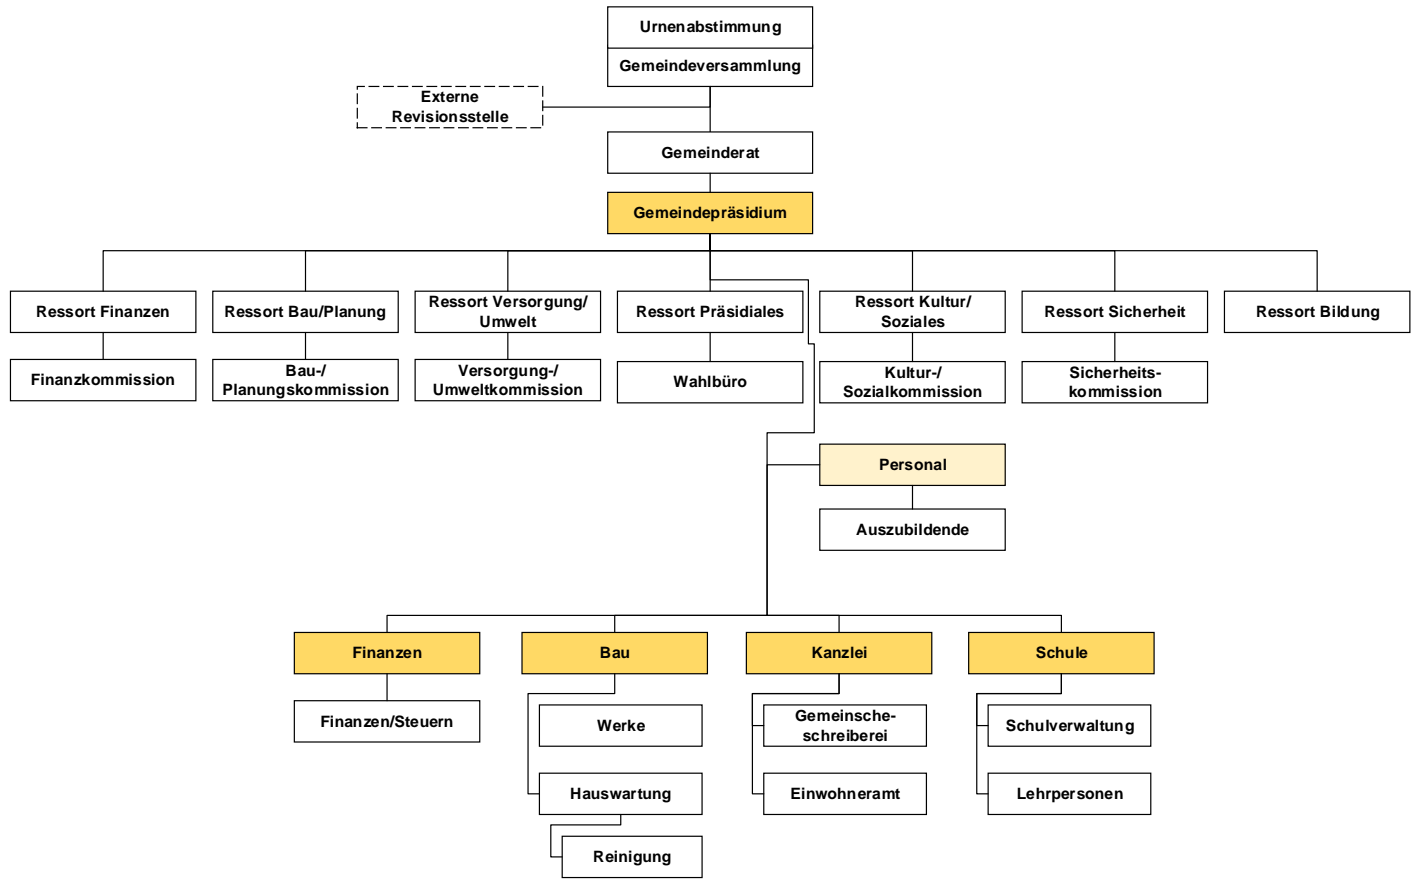 Urnenabstimmung
Gemeindeversammlung
Externe
Revisionsstelle
Gemeinderat
Gemeindepräsidium
Ressort Finanzen
Ressort Bau/Planung
Ressort Versorgung/
Umwelt
Ressort Präsidiales
Ressort Kultur/
Soziales
Ressort Sicherheit
Ressort Bildung
Finanzkommission
Bau-/
Planungskommission
Versorgung-/
Umweltkommission
Wahlbüro
Kultur-/
Sozialkommission
Sicherheits-
kommission
Personal
Auszubildende
Finanzen
Bau
Kanzlei
Schule
Finanzen/Steuern
Werke
Gemeinsche-
schreiberei
Schulverwaltung
Hauswartung
Einwohneramt
Lehrpersonen
Reinigung